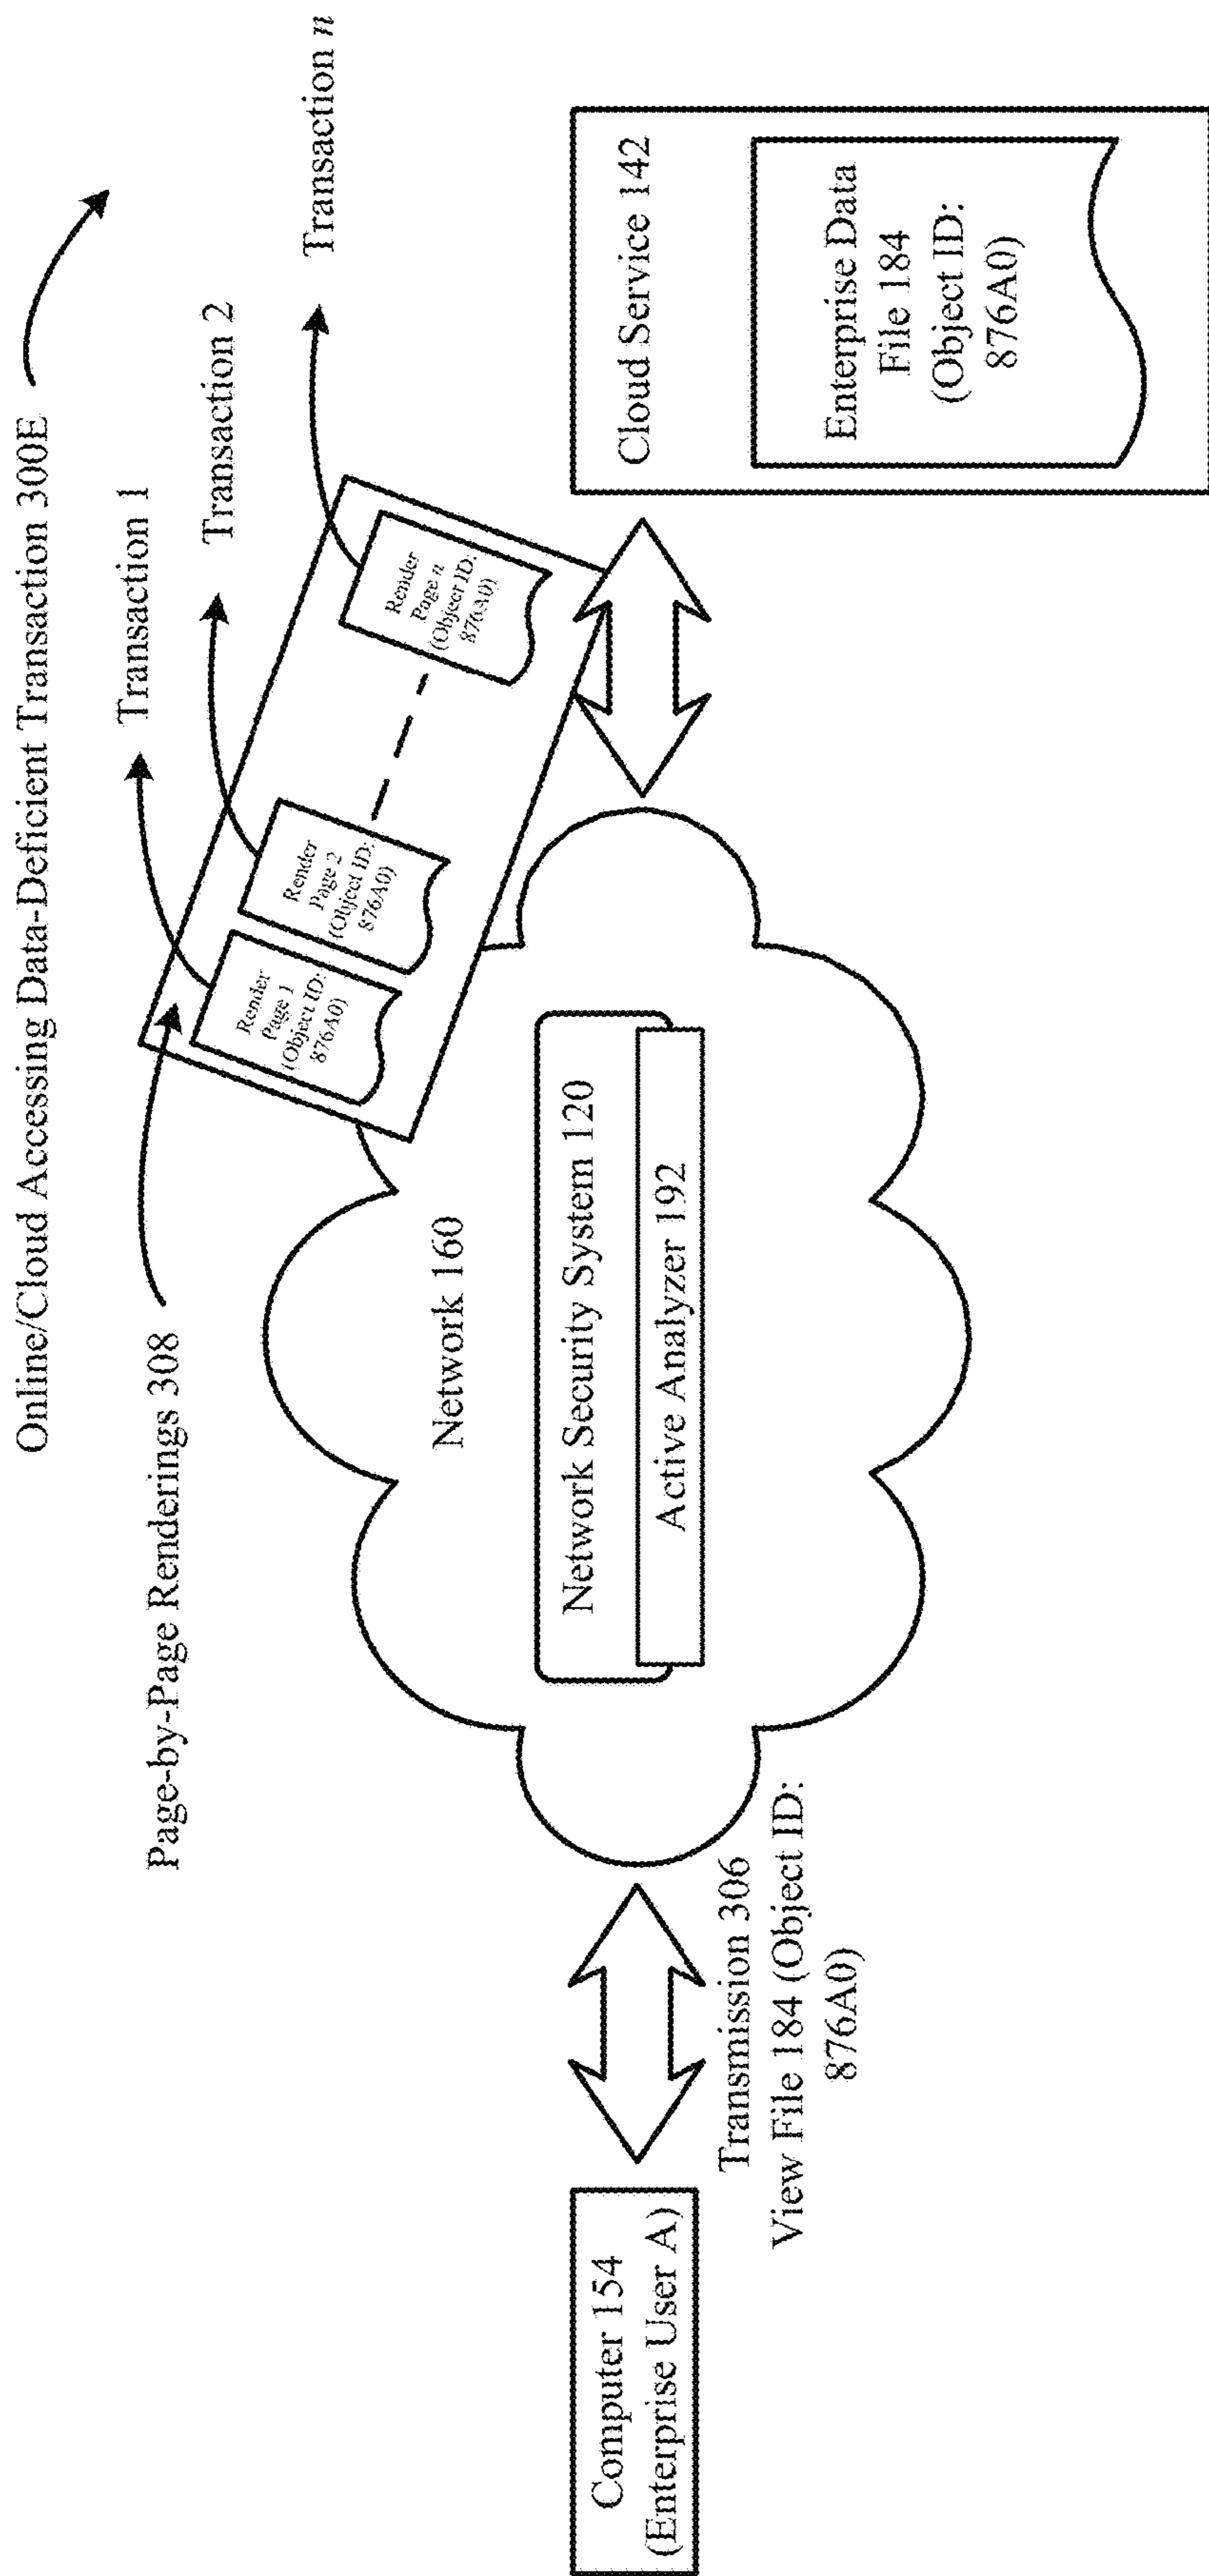 Online/Cloud Accessing Data-Deficient Transaction 300E
Page-by-Page Renderings 308
Transaction 1
Transaction 2
Transaction n
Render
Page 1
(Object ID:
876A0)
Render
Page 2
(Object ID:
876A0)
Render
Page n
(Object ID:
876A0)
Network 160
Network Security System 120
Active Analyzer 192
Computer 154
(Enterprise User A)
Transmission 306
View File 184 (Object ID:
876A0)
Cloud Service 142
Enterprise Data
File 184
(Object ID:
876A0)